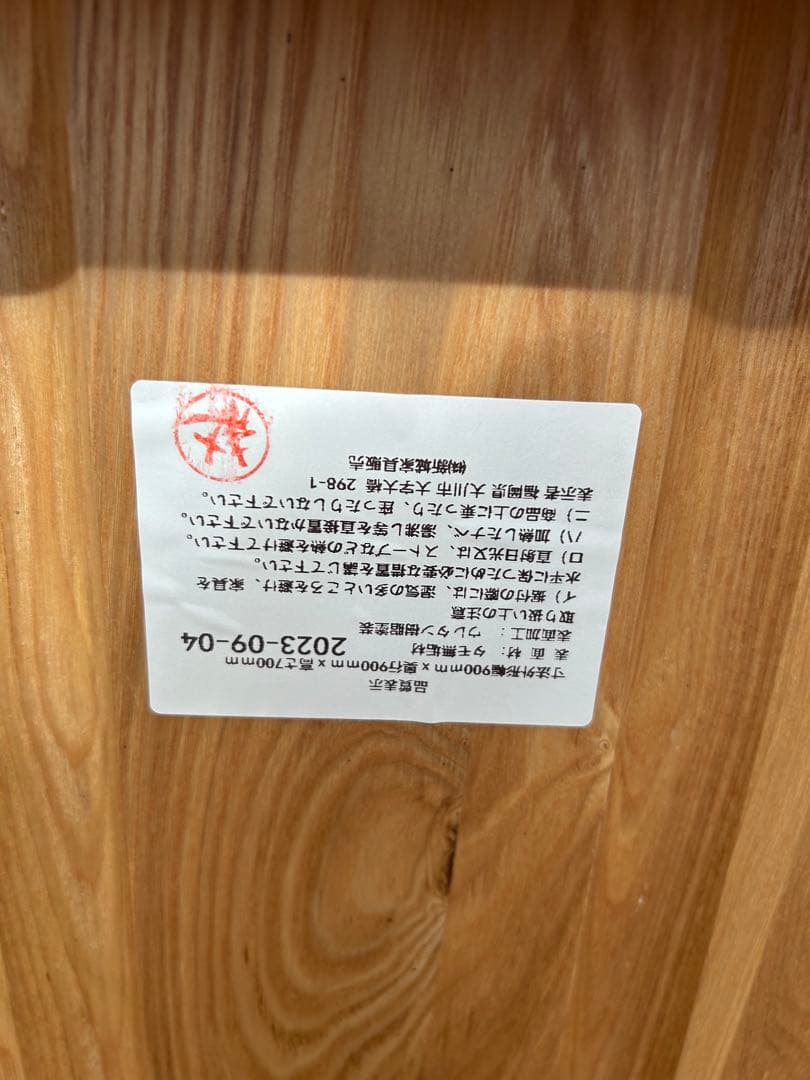 品質表示
寸法外形幅900mm x 奥行900mm x 高さ700mm
表 面 材： タモ無垢材
2023-09-04
表面加工： ウレタン樹脂塗装
取り扱い上の注意
イ）据付の際には、湿気の多いところを避け、家具を
水平に保つために必要な措置を講じて下さい。
ロ）直射日光又は、ストーブなどの熱を避けて下さい。
ハ）加熱したナベ、湯沸し等を直接置かないで下さい。
ニ）商品の上に乗ったり、座ったりしないで下さい。
表示者 福岡県 大川市 大字大橋 298-1
㈲新城家具販売